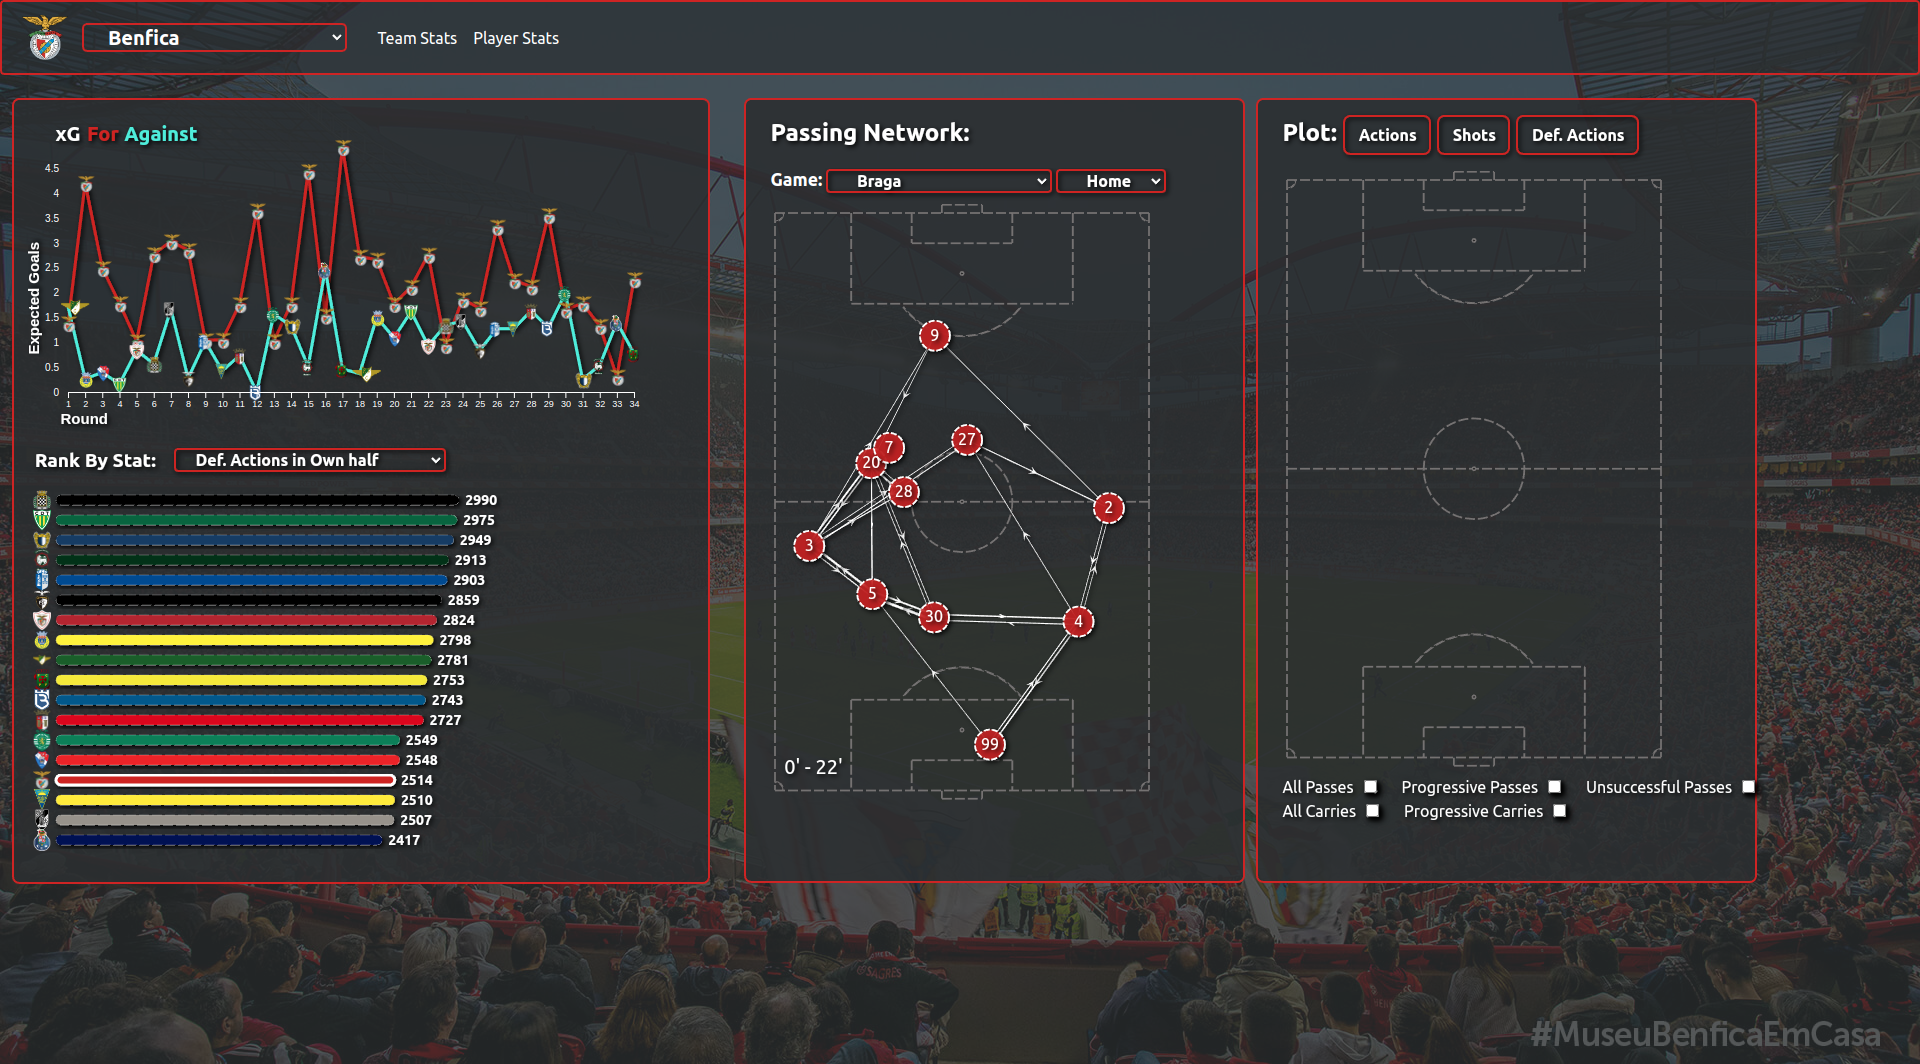 Benfica
Team Stats Player Stats
xG For Against
4.5
4
3.5
3
2.5
2
1.5
1
0.5
0
Expected Goals
1 2 3 4 5 6 7 8 9 10 11 12 13 14 15 16 17 18 19 20 21 22 23 24 25 26 27 28 29 30 31 32 33 34
Round
Rank By Stat: Def. Actions in Own half
2990
2975
2949
2913
2903
2859
2824
2798
2781
2753
2743
2727
2549
2548
2514
2510
2507
2417
Passing Network:
Game: Braga Home
9
7
27
20
28
2
3
5
30
4
99
0' - 22'
Plot: Actions Shots Def. Actions
All Passes Progressive Passes Unsuccessful Passes
All Carries Progressive Carries
#MuseuBenficaEmCasa